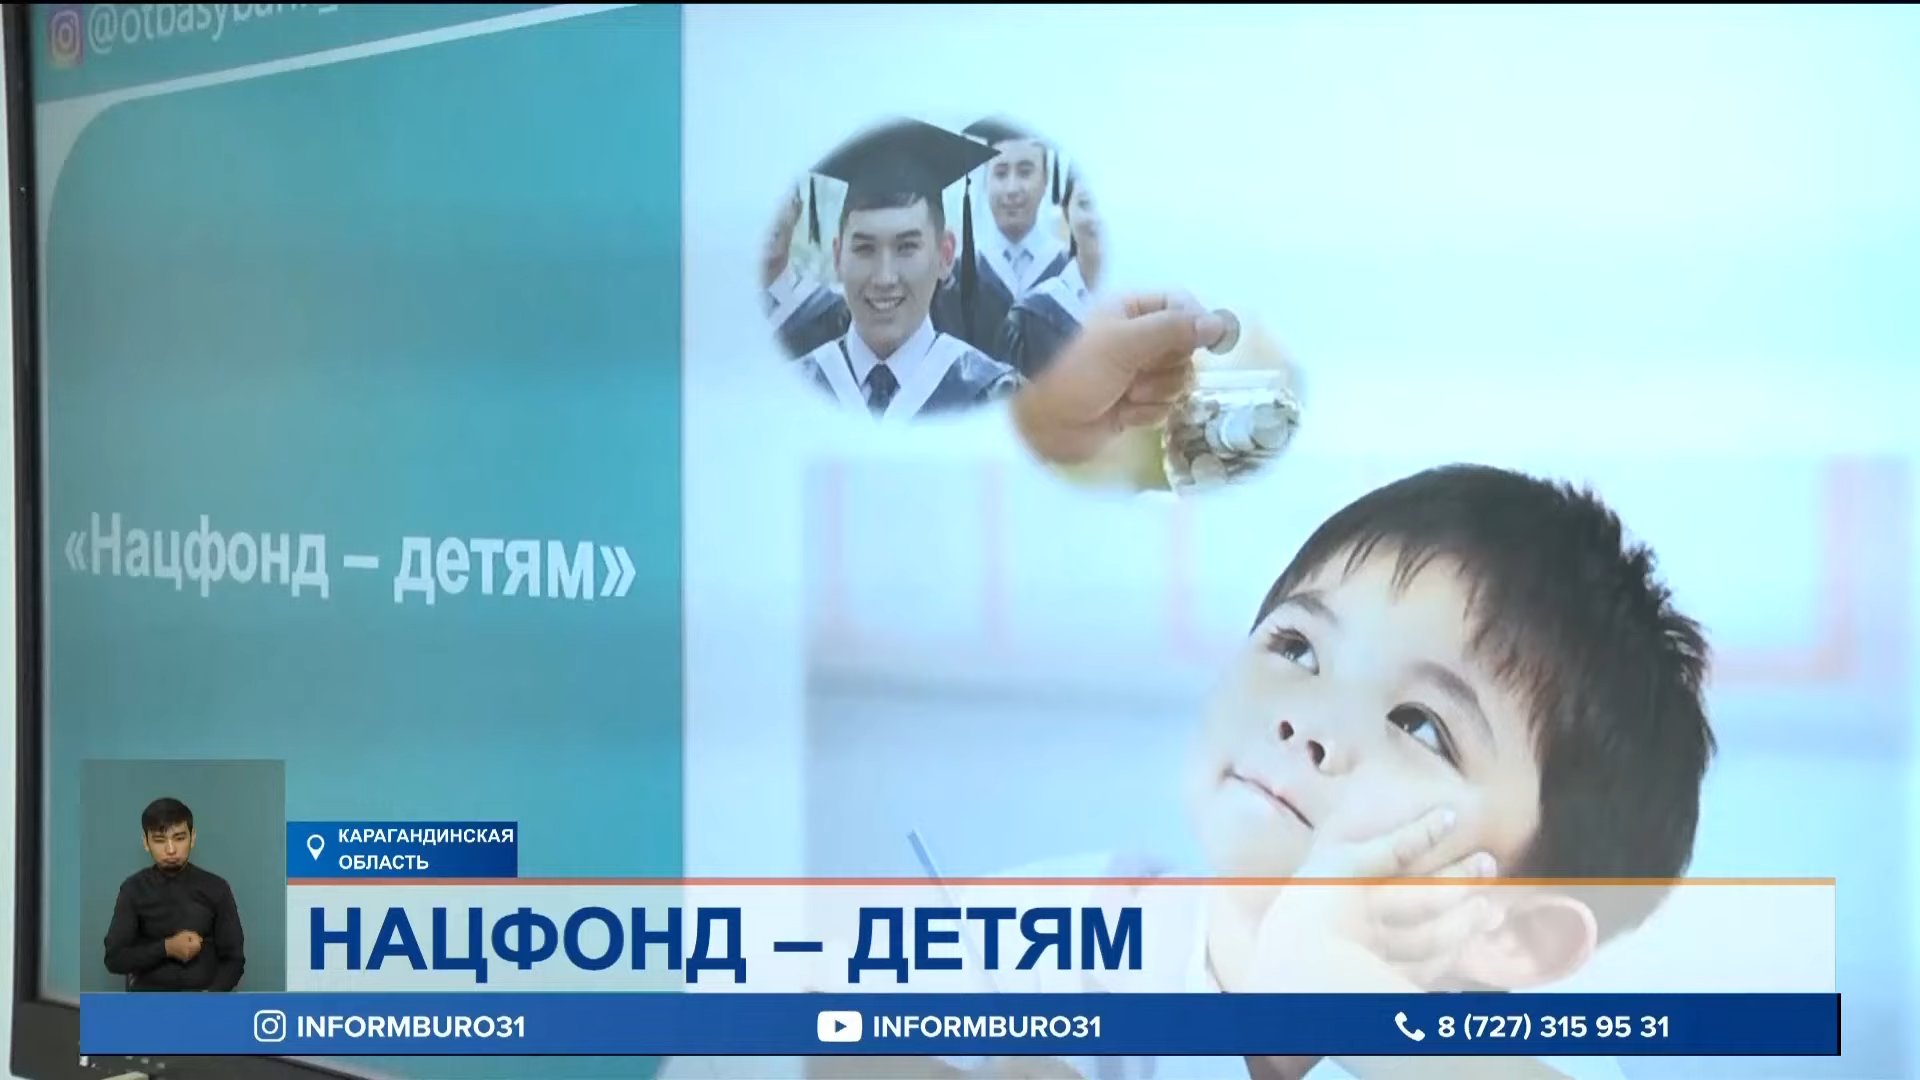 «Нацфонд – детям»
КАРАГАНДИНСКАЯ
ОБЛАСТЬ
НАЦФОНД – ДЕТЯМ
INFORMBURO31 INFORMBURO31 8 (727) 315 95 31